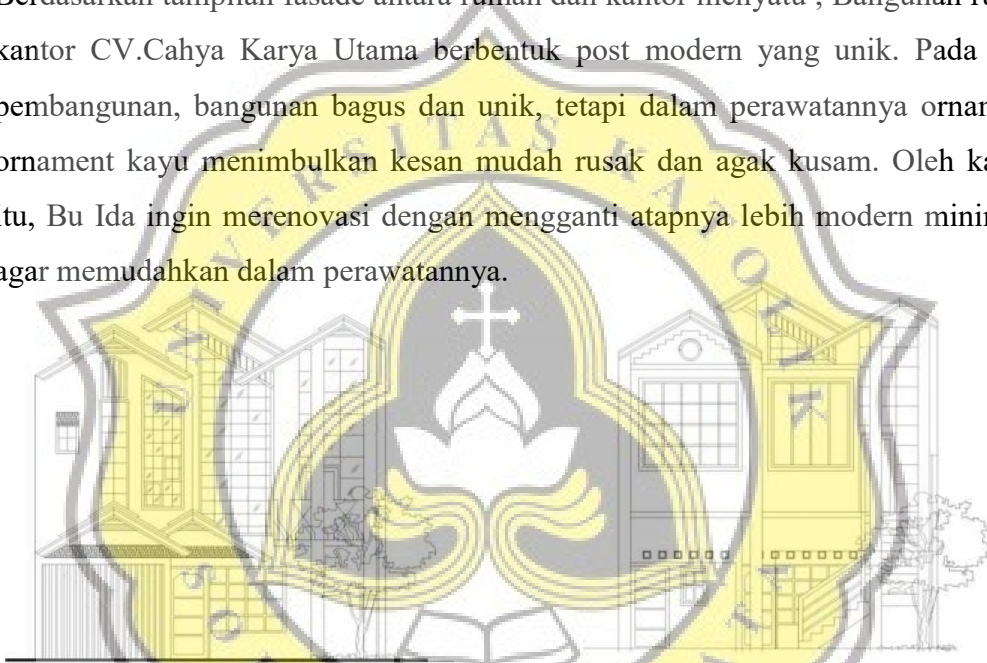 Berdasarkan tampilan fasade antara rumah dan kantor menyatu , Bangunan
kantor CV.Cahya Karya Utama berbentuk post modern yang unik. Pada
pembangunan, bangunan bagus dan unik, tetapi dalam perawatannya ornam
ornament kayu menimbulkan kesan mudah rusak dan agak kusam. Oleh ka
itu, Bu Ida ingin merenovasi dengan mengganti atapnya lebih modern minim
agar memudahkan dalam perawatannya.
UNIVERSITAS KATOLIK